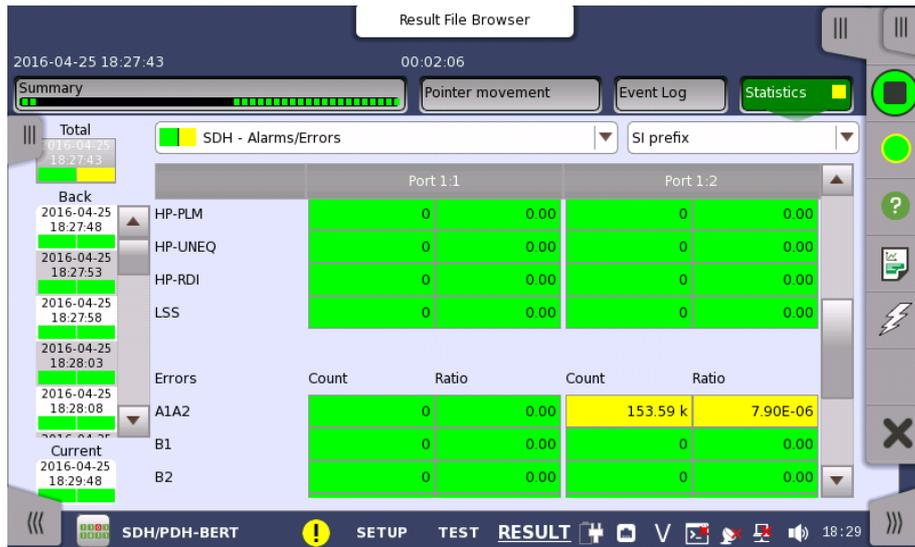 Result File Browser
2016-04-25 18:27:43 00:02:06
Summary Pointer movement Event Log Statistics
Total
18:27:43
SDH - Alarms/Errors SI prefix
Port 1:1 Port 1:2
Back
2016-04-25
18:27:48
2016-04-25
18:27:53
2016-04-25
18:27:58
2016-04-25
18:28:03
2016-04-25
18:28:08
Current
2016-04-25
18:29:48
HP-PLM 0 0.00 0 0.00
HP-UNEQ 0 0.00 0 0.00
HP-RDI 0 0.00 0 0.00
LSS 0 0.00 0 0.00
Errors Count Ratio Count Ratio
A1A2 0 0.00 153.59 k 7.90E-06
B1 0 0.00 0 0.00
B2 0 0.00 0 0.00
SDH/PDH-BERT ! SETUP TEST RESULT 18:29